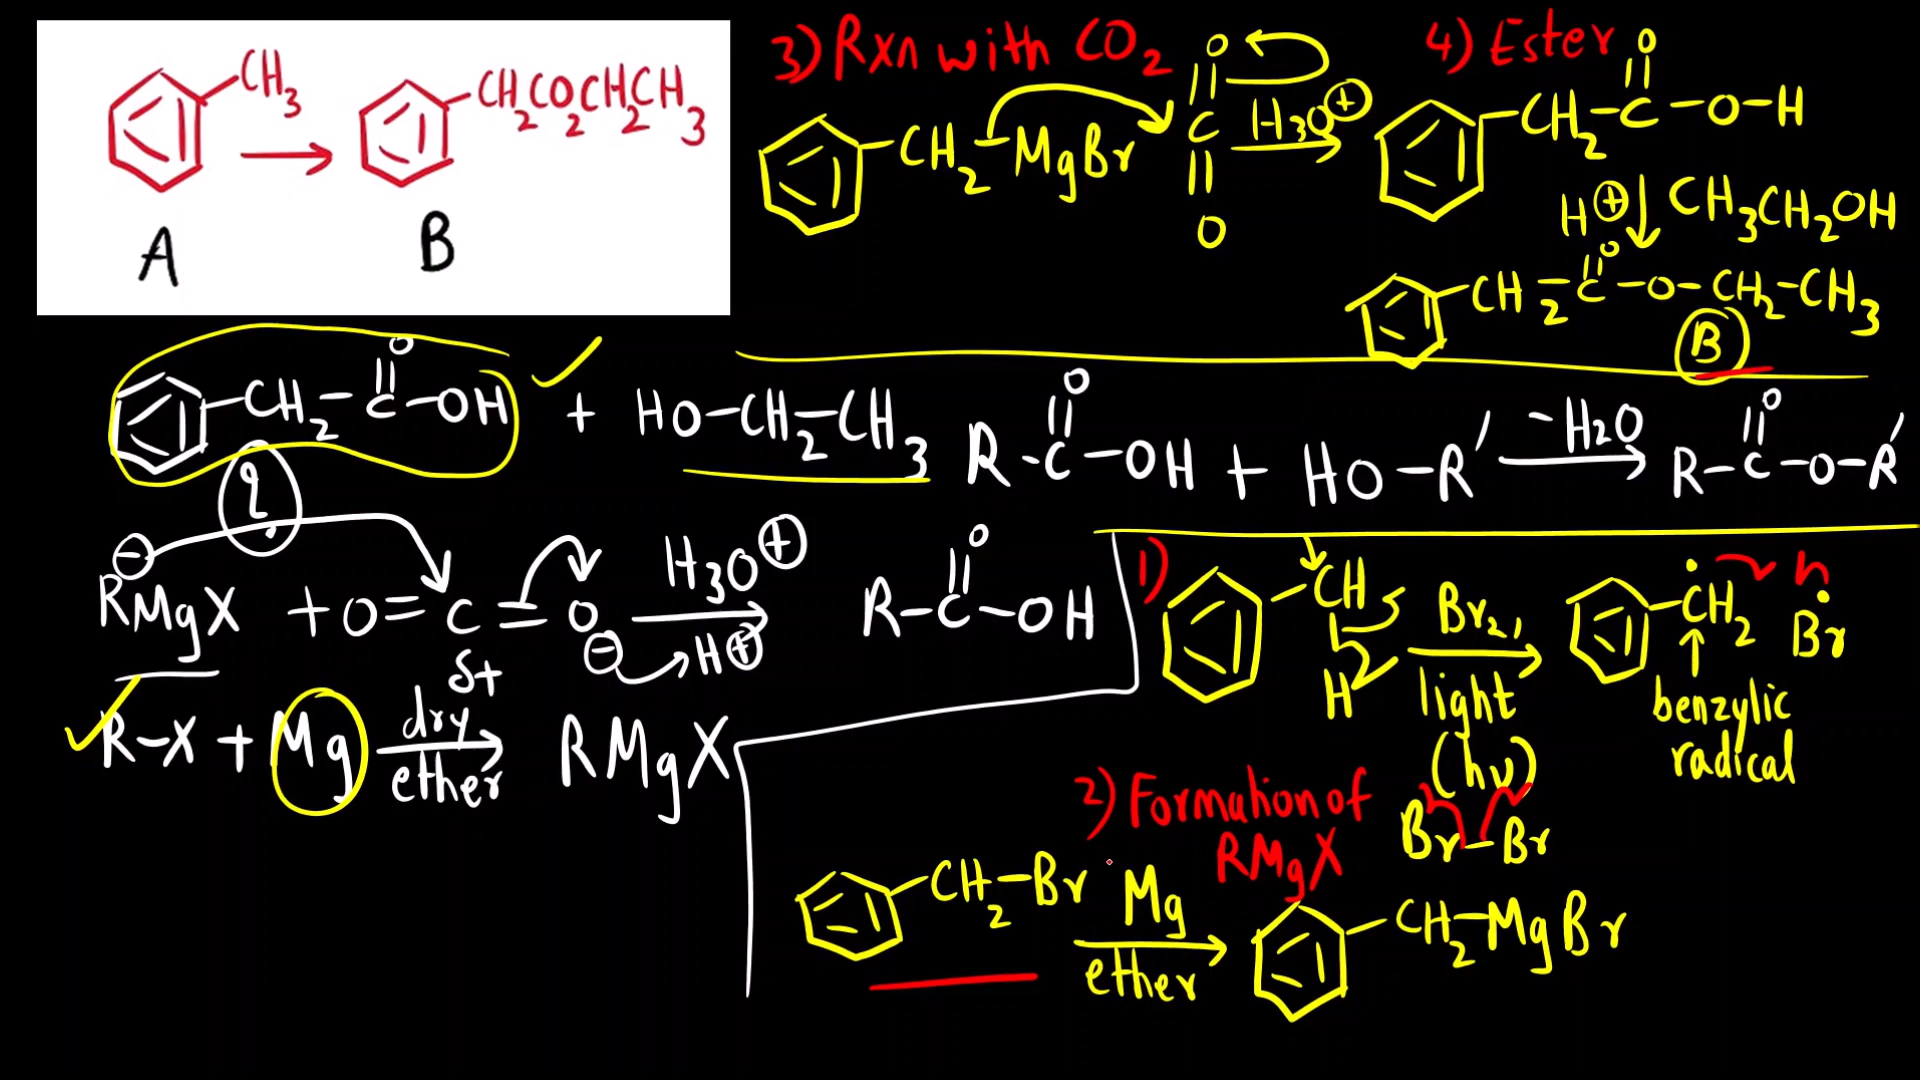 CH3
CH2CO2CH2CH3
A
B
3) Rxn with CO2
CH2-MgBr
O
C
O
H3O+
4) Ester
O
CH2-C-O-H
H+
CH3CH2OH
O
CH2-C-O-CH2-CH3
B
O
CH2-C-OH + HO-CH2-CH3
?
O
R-C-OH + HO-R'
-H2O
O
R-C-O-R'
⊖
RMgX + O=C=O
δ+
⊖
H3O+
H+
O
R-C-OH
R-X + Mg
dry
ether
RMgX
1)
CH2
H
Br2,
light
(hν)
Br-Br
CH2
Br
benzylic
radical
2) Formation of
RMgX
CH2-Br
Mg
ether
CH2-MgBr